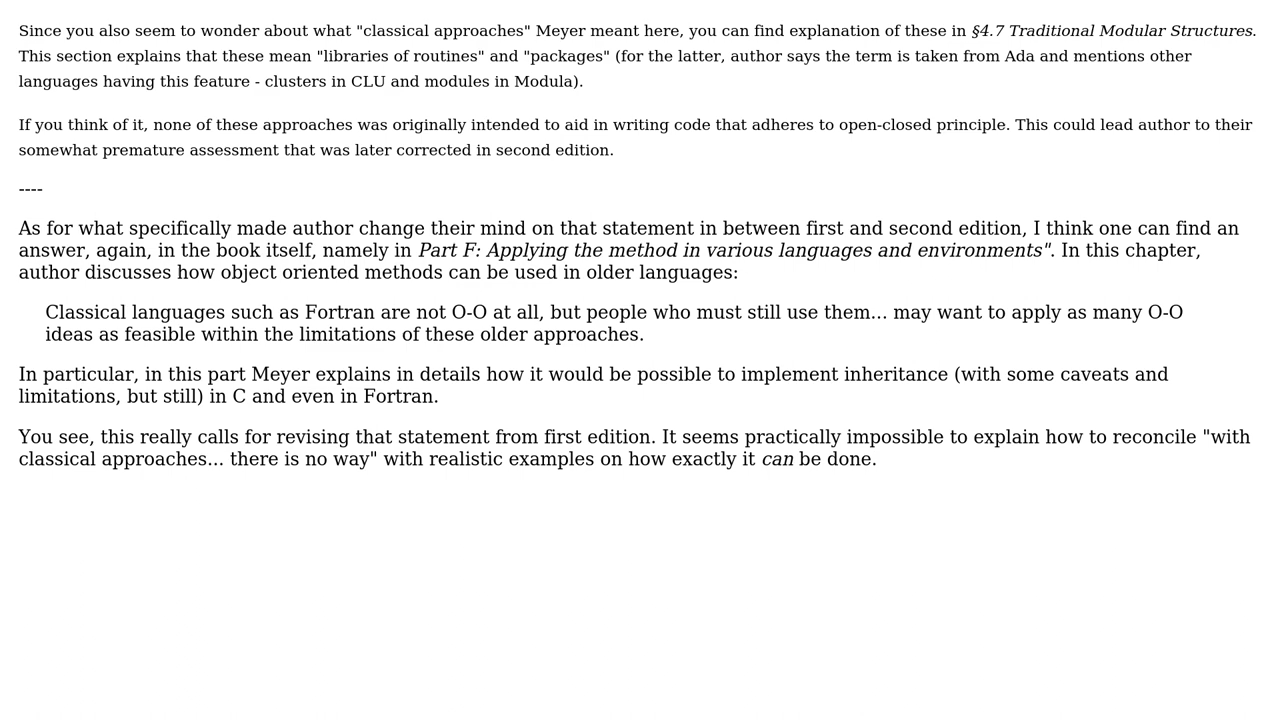 Since you also seem to wonder about what "classical approaches" Meyer meant here, you can find explanation of these in §4.7 Traditional Modular Structures.
This section explains that these mean "libraries of routines" and "packages" (for the latter, author says the term is taken from Ada and mentions other
languages having this feature - clusters in CLU and modules in Modula).
If you think of it, none of these approaches was originally intended to aid in writing code that adheres to open-closed principle. This could lead author to their
somewhat premature assessment that was later corrected in second edition.
----
As for what specifically made author change their mind on that statement in between first and second edition, I think one can find an
answer, again, in the book itself, namely in Part F: Applying the method in various languages and environments". In this chapter,
author discusses how object oriented methods can be used in older languages:
Classical languages such as Fortran are not O-O at all, but people who must still use them... may want to apply as many O-O
ideas as feasible within the limitations of these older approaches.
In particular, in this part Meyer explains in details how it would be possible to implement inheritance (with some caveats and
limitations, but still) in C and even in Fortran.
You see, this really calls for revising that statement from first edition. It seems practically impossible to explain how to reconcile "with
classical approaches... there is no way" with realistic examples on how exactly it can be done.